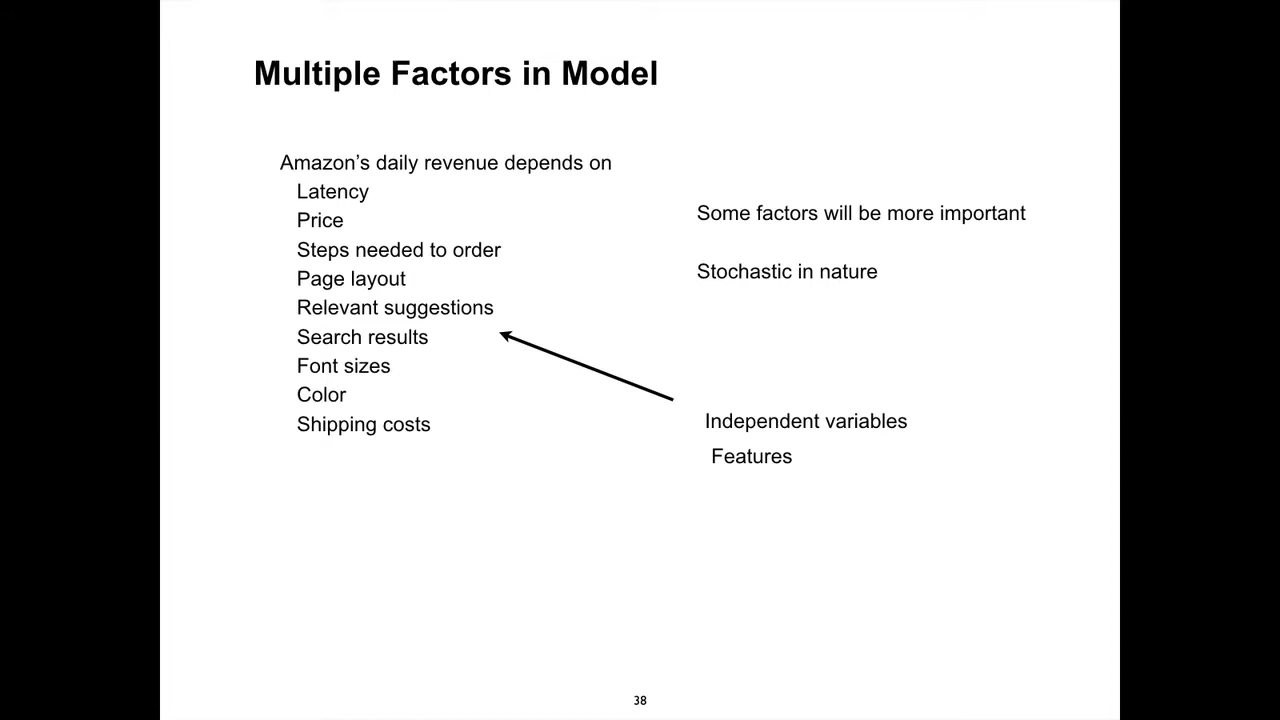 Multiple Factors in Model
Amazon’s daily revenue depends on
Latency
Price
Steps needed to order
Page layout
Relevant suggestions
Search results
Font sizes
Color
Shipping costs
Some factors will be more important
Stochastic in nature
Independent variables
Features
38